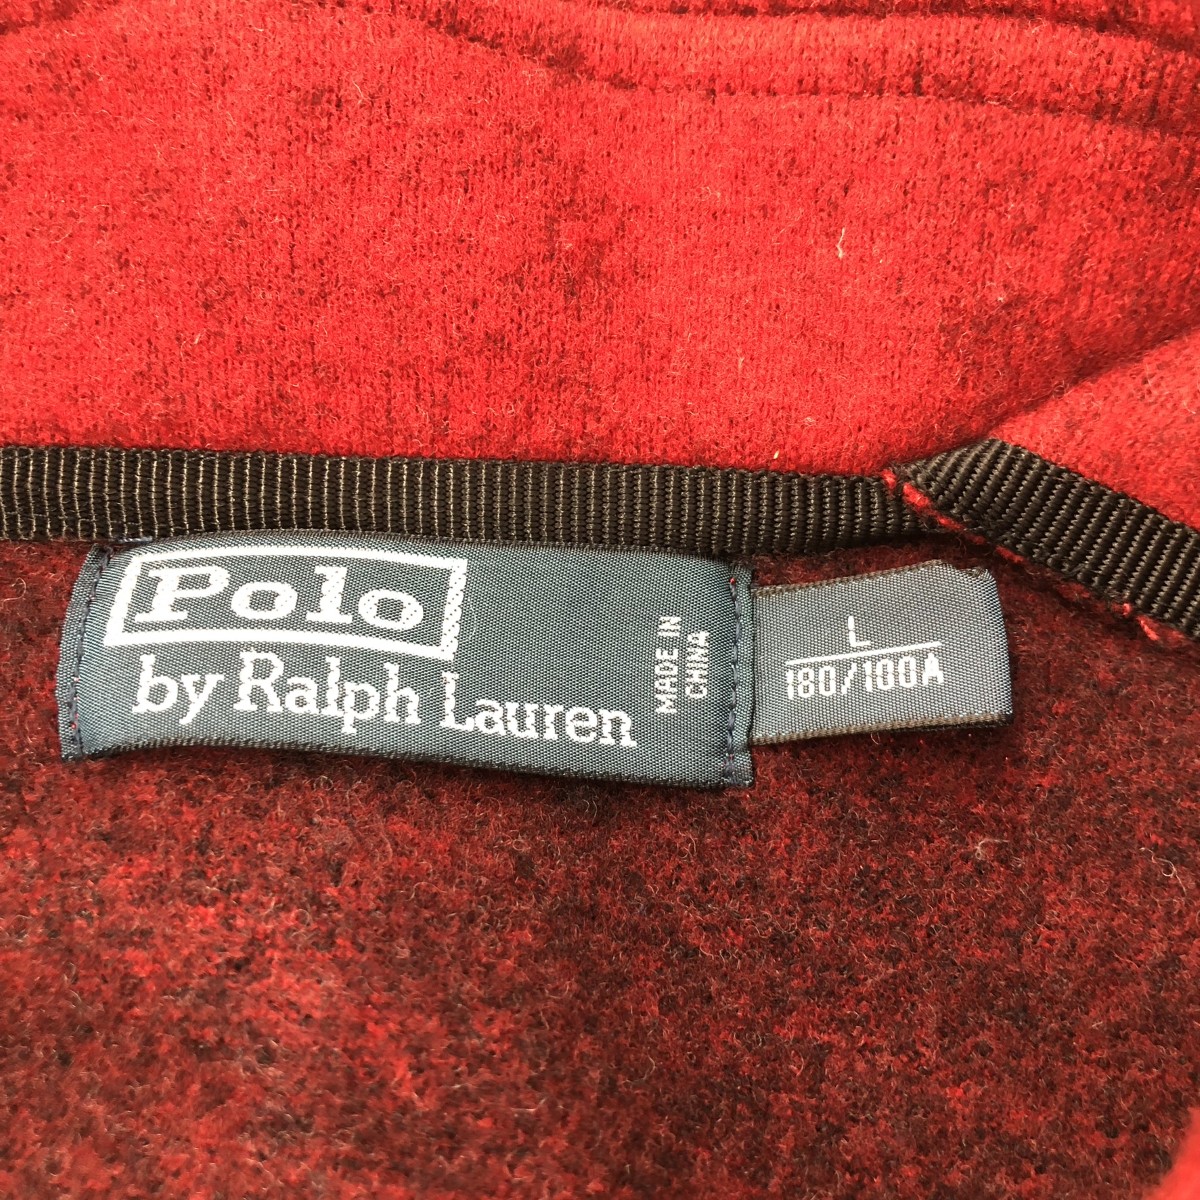 Polo
by Ralph Lauren
MADE IN
CHINA
L
180/100A